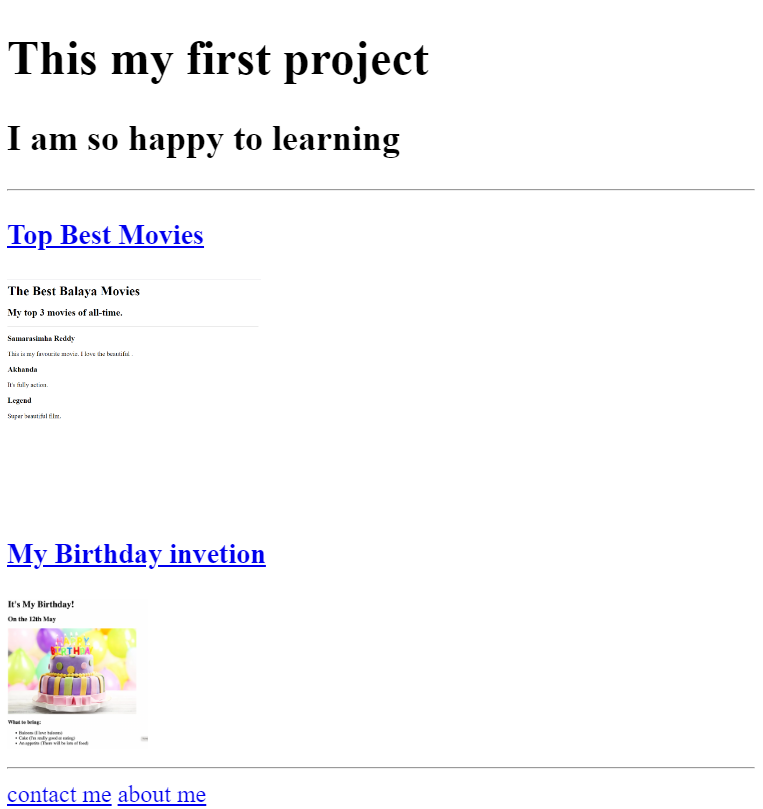 This my first project
I am so happy to learning
Top Best Movies
The Best Balaya Movies
My top 3 movies of all-time.
Samarasimha Reddy
This is my favourite movie. I love the beautiful.
Akhanda
It's fully action.
Legend
Super beautiful film.
My Birthday invetion
It's My Birthday!
On the 12th May
What to bring:
Baloons (I love baloons)
Cake (I'm really good at eating)
An appetite (There will be lots of food)
contact me about me